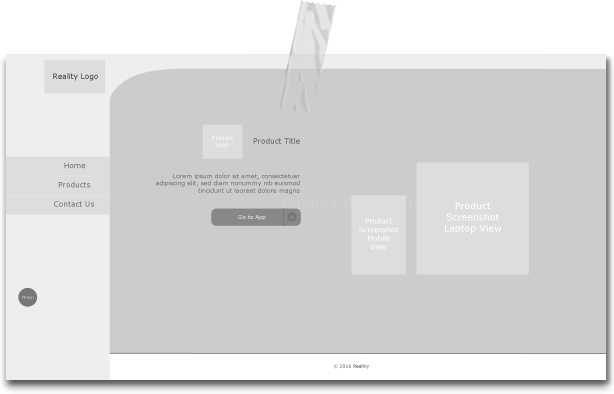 Reality Logo
Home
Products
Contact Us
Product
Logo
Product Title
Lorem ipsum dolor sit amet, consectetuer
adipiscing elit, sed diam nonummy nib euismod
tincidunt ut laoreet dolore magna
Go to App
Product
Product
Screenshot
Mobile
View
Product
Screenshot
Laptop View
© 2016 Reality